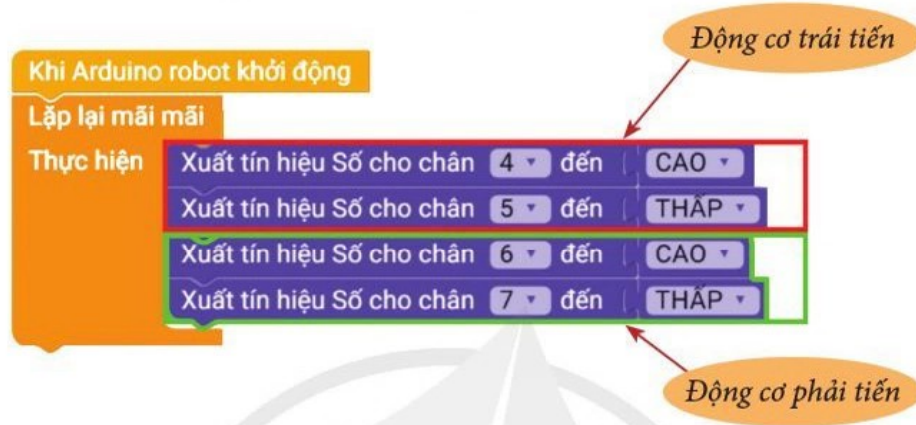 Động cơ trái tiến
Khi Arduino robot khởi động
Lặp lại mãi mãi
Thực hiện Xuất tín hiệu Số cho chân 4 đến CAO
Xuất tín hiệu Số cho chân 5 đến THẤP
Xuất tín hiệu Số cho chân 6 đến CAO
Xuất tín hiệu Số cho chân 7 đến THẤP
Động cơ phải tiến